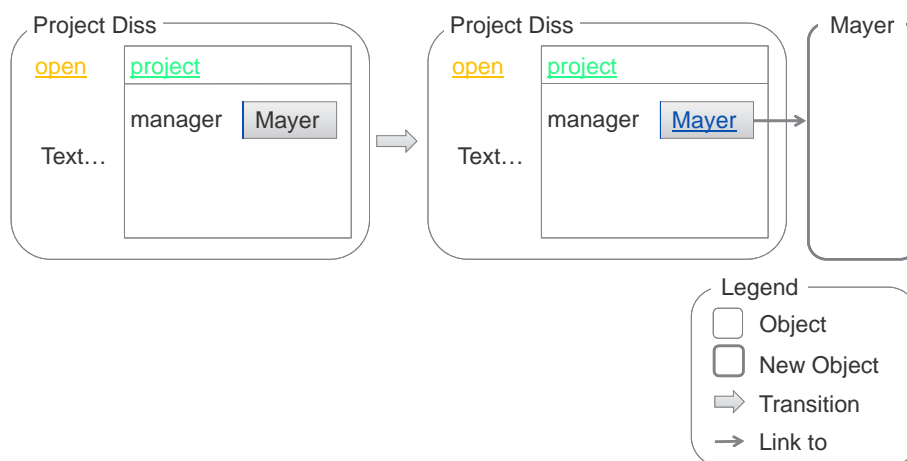 Project Diss
open
project
manager
Mayer
Text…
Project Diss
open
project
manager
Mayer
Text…
Mayer
Legend
Object
New Object
Transition
Link to